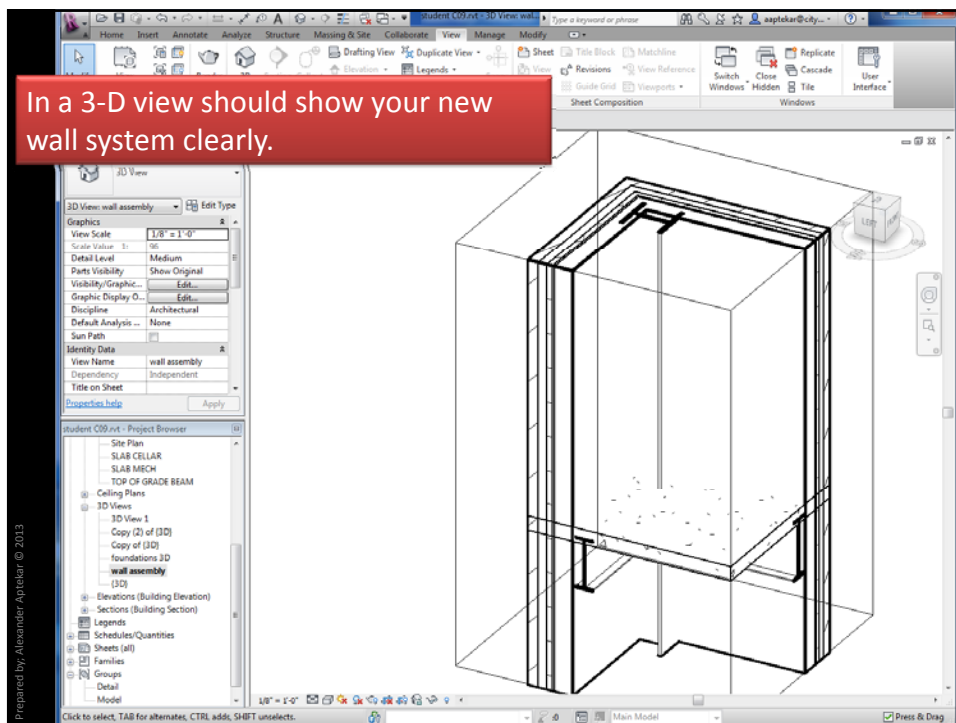 Student C09.rvt - 3D View: wal...
Type a keyword or phrase
aaptekar@city...
Home Insert Annotate Analyze Structure Massing & Site Collaborate View Manage Modify
Drafting View Duplicate View Sheet Title Block Matchline Replicate
Elevation Legends View Revisions View Reference Switch Windows Close Hidden Cascade User Interface
Guide Grid Viewports Tile
Sheet Composition Windows
In a 3-D view should show your new
wall system clearly.
3D View
3D View: wall assembly Edit Type
Graphics
View Scale 1/8" = 1'-0"
Scale Value 1: 96
Detail Level Medium
Parts Visibility Show Original
Visibility/Graphic... Edit...
Graphic Display O... Edit...
Discipline Architectural
Default Analysis ... None
Sun Path
Identity Data
View Name wall assembly
Dependency Independent
Title on Sheet
Properties help Apply
student C09.rvt - Project Browser
Site Plan
SLAB CELLAR
SLAB MECH
TOP OF GRADE BEAM
Ceiling Plans
3D Views
3D View 1
Copy (2) of {3D}
Copy of {3D}
foundations 3D
wall assembly
{3D}
Elevations (Building Elevation)
Sections (Building Section)
Legends
Schedules/Quantities
Sheets (all)
Families
Groups
Detail
Model
LEFT
1/8" = 1'-0"
Click to select, TAB for alternates, CTRL adds, SHIFT unselects.
:0 Main Model Press & Drag
Prepared by; Alexander Aptekar © 2013